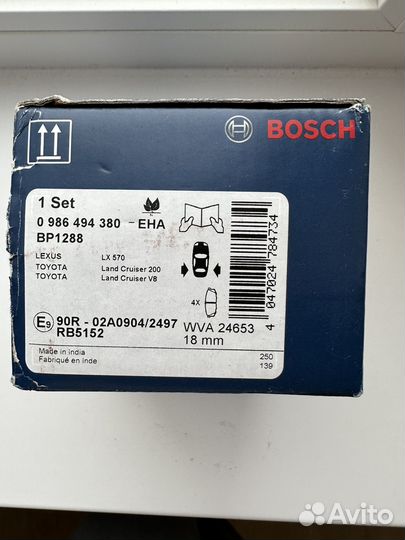 BOSCH
1 Set
0 986 494 380 - EHA
BP1288
LEXUS LX 570
TOYOTA Land Cruiser 200
TOYOTA Land Cruiser V8
4X
4 047024 784734
E9 90R - 02A0904/2497
RB5152
WVA 24653
18 mm
Made in India
Fabriqué en Inde
250
139
Avito